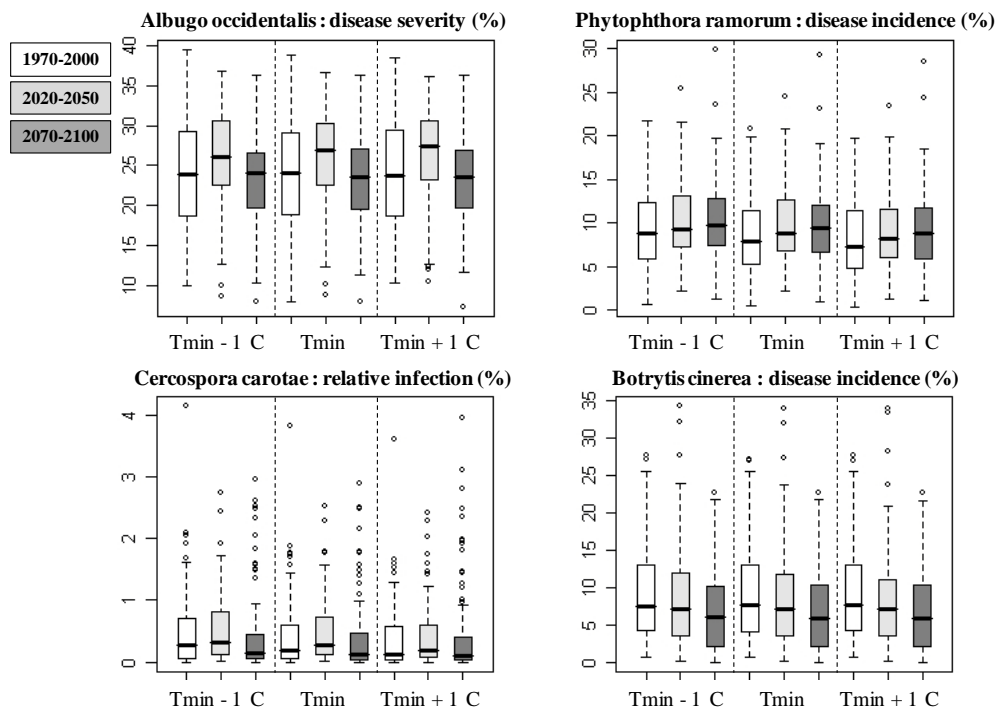 Albugo occidentalis : disease severity (%)
Phytophthora ramorum : disease incidence (%)
1970-2000
2020-2050
2070-2100
40
35
30
25
20
15
10
30
25
20
15
10
5
0
Tmin - 1 C
Tmin
Tmin + 1 C
Tmin - 1 C
Tmin
Tmin + 1 C
Cercospora carotae : relative infection (%)
Botrytis cinerea : disease incidence (%)
4
3
2
1
0
35
30
25
20
15
10
5
0
Tmin - 1 C
Tmin
Tmin + 1 C
Tmin - 1 C
Tmin
Tmin + 1 C